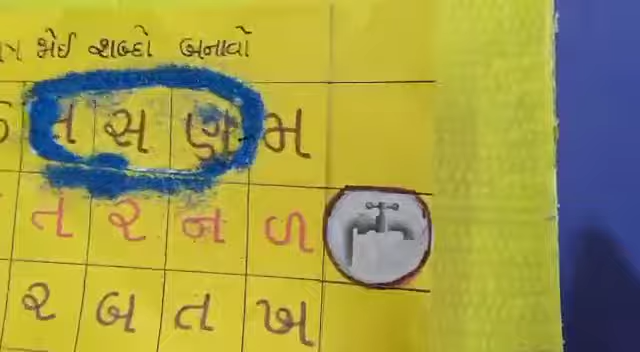 જોઈ શબ્દો બનાવો
ત સ ણ મ
ત ર ન ળ
ર બ ત ખ